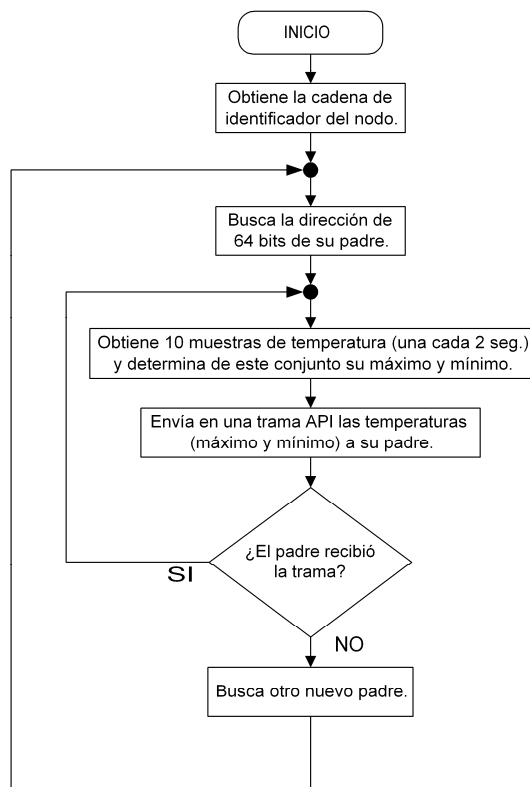 INICIO
Obtiene la cadena de
identificador del nodo.
Busca la dirección de
64 bits de su padre.
Obtiene 10 muestras de temperatura (una cada 2 seg.)
y determina de este conjunto su máximo y mínimo.
Envía en una trama API las temperaturas
(máximo y mínimo) a su padre.
¿El padre recibió
la trama?
SI
NO
Busca otro nuevo padre.